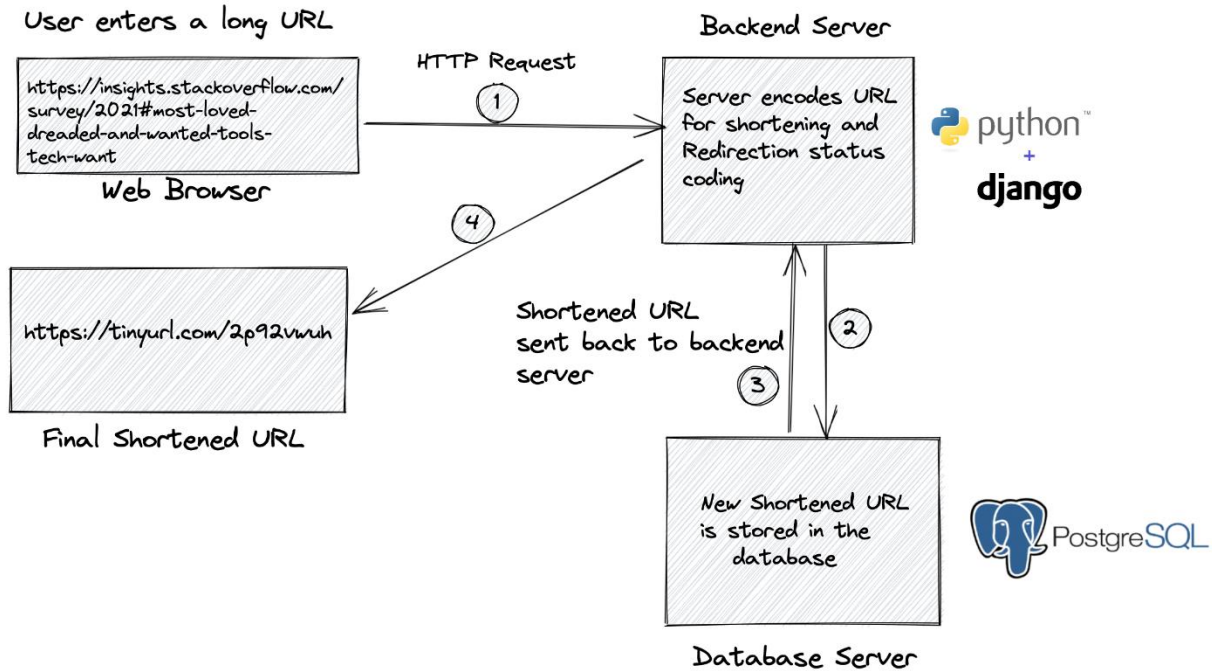 User enters a long URL
https://insights.stackoverflow.com/
survey/2021#most-loved-
dreaded-and-wanted-tools-
tech-want
Web Browser
HTTP Request
1
Backend Server
Server encodes URL
for shortening and
Redirection status
coding
python™
+
django
4
https://tinyurl.com/2p92vwuh
Final Shortened URL
Shortened URL
sent back to backend
server
3
2
New Shortened URL
is stored in the
database
PostgreSQL
Database Server